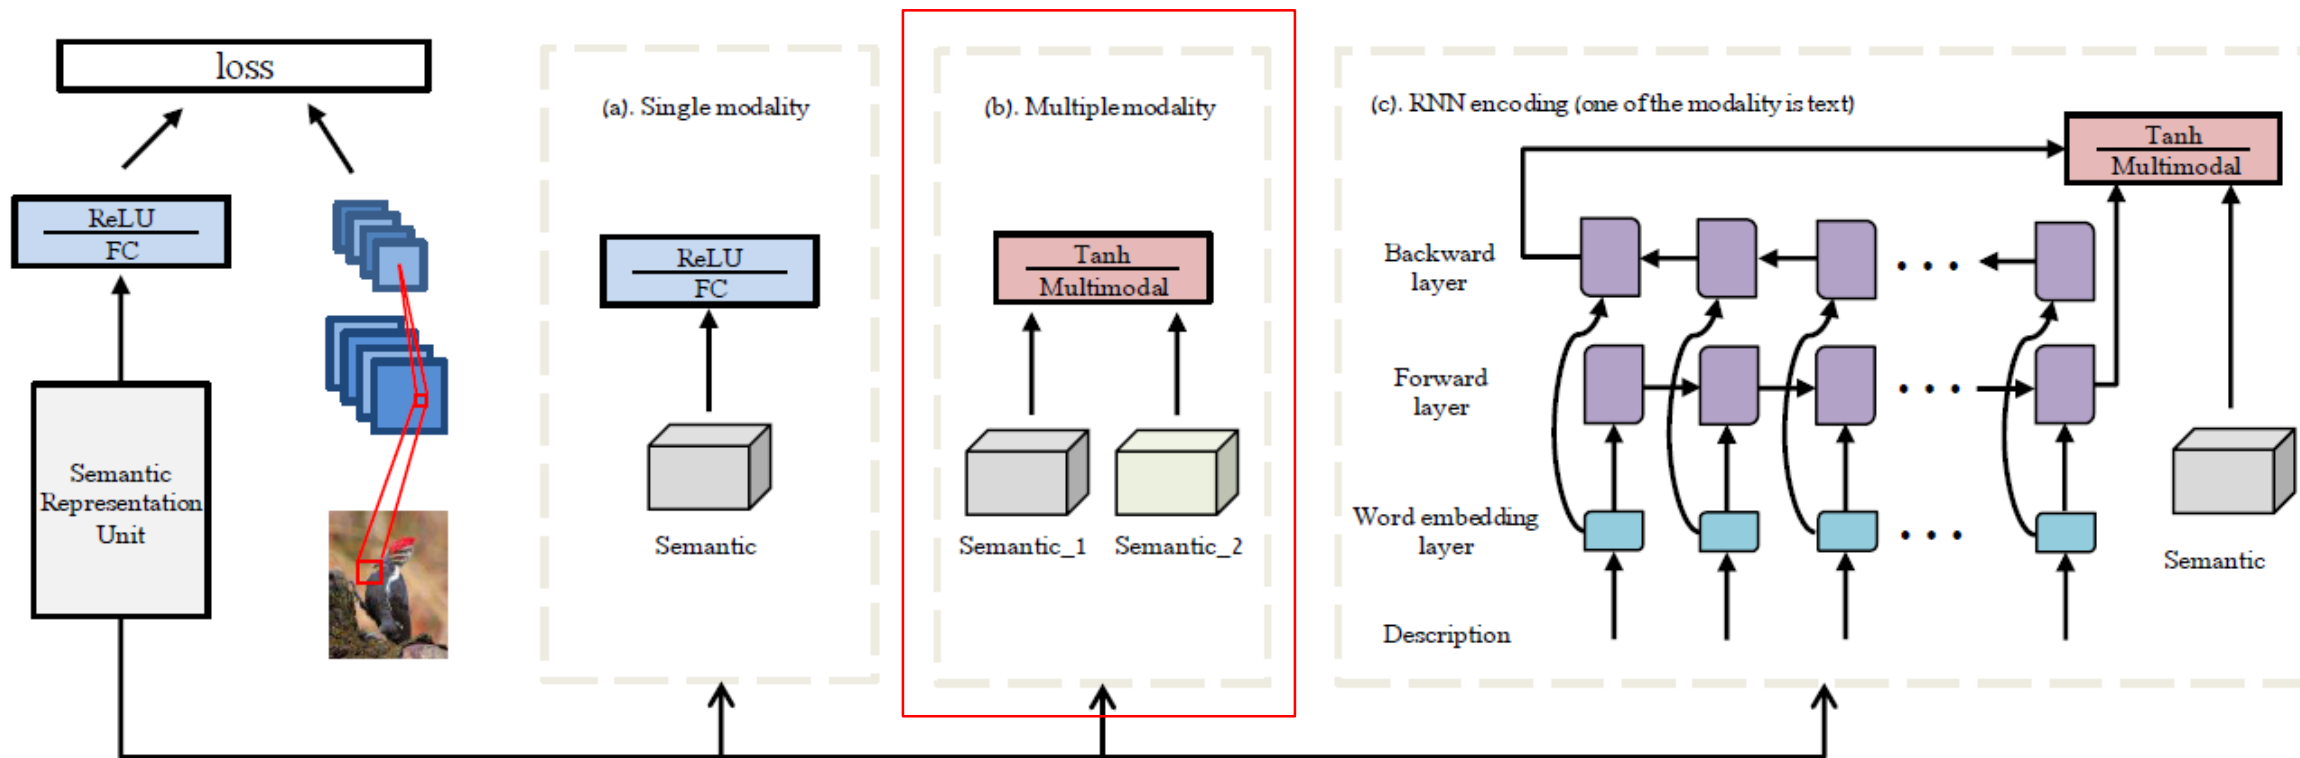 loss
ReLU
FC
Semantic
Representation
Unit
(a). Single modality
ReLU
FC
Semantic
(b). Multiple modality
Tanh
Multimodal
Semantic_1
Semantic_2
(c). RNN encoding (one of the modality is text)
Tanh
Multimodal
Backward
layer
Forward
layer
Word embedding
layer
Description
Semantic